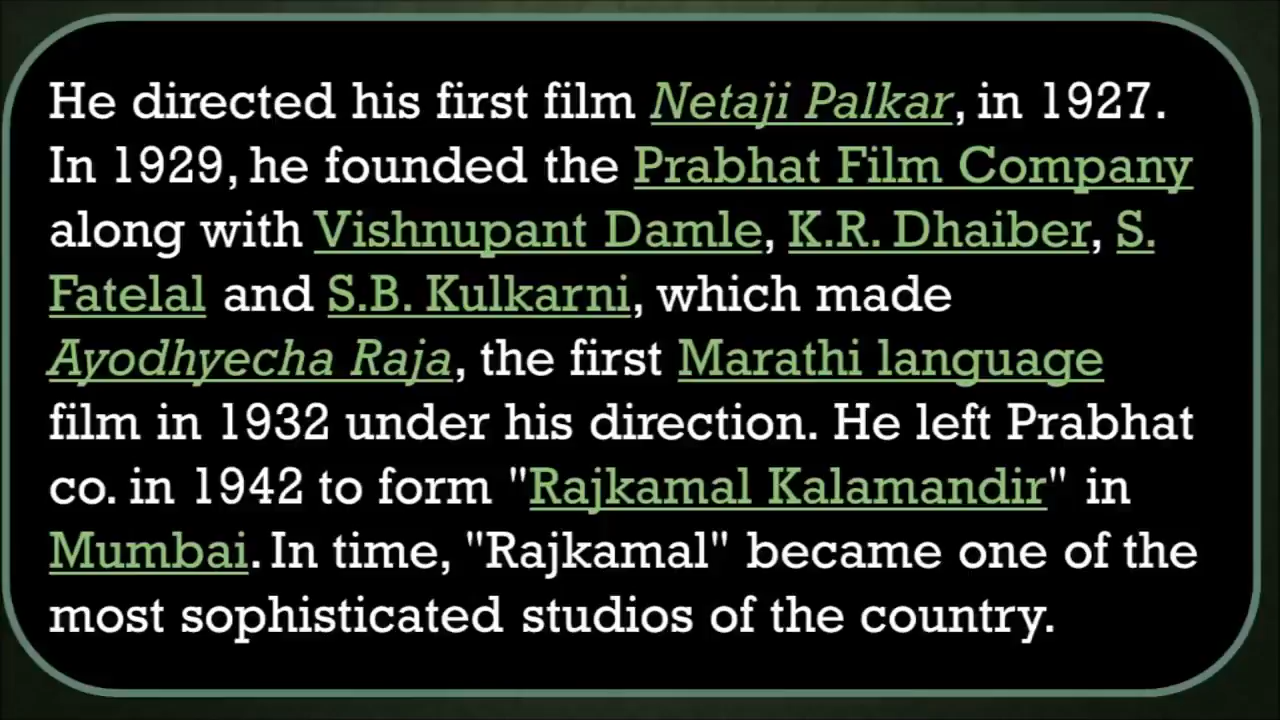 He directed his first film Netaji Palkar, in 1927.
In 1929, he founded the Prabhat Film Company
along with Vishnupant Damle, K.R. Dhaiber, S.
Fatelal and S.B. Kulkarni, which made
Ayodhyecha Raja, the first Marathi language
film in 1932 under his direction. He left Prabhat
co. in 1942 to form "Rajkamal Kalamandir" in
Mumbai. In time, "Rajkamal" became one of the
most sophisticated studios of the country.